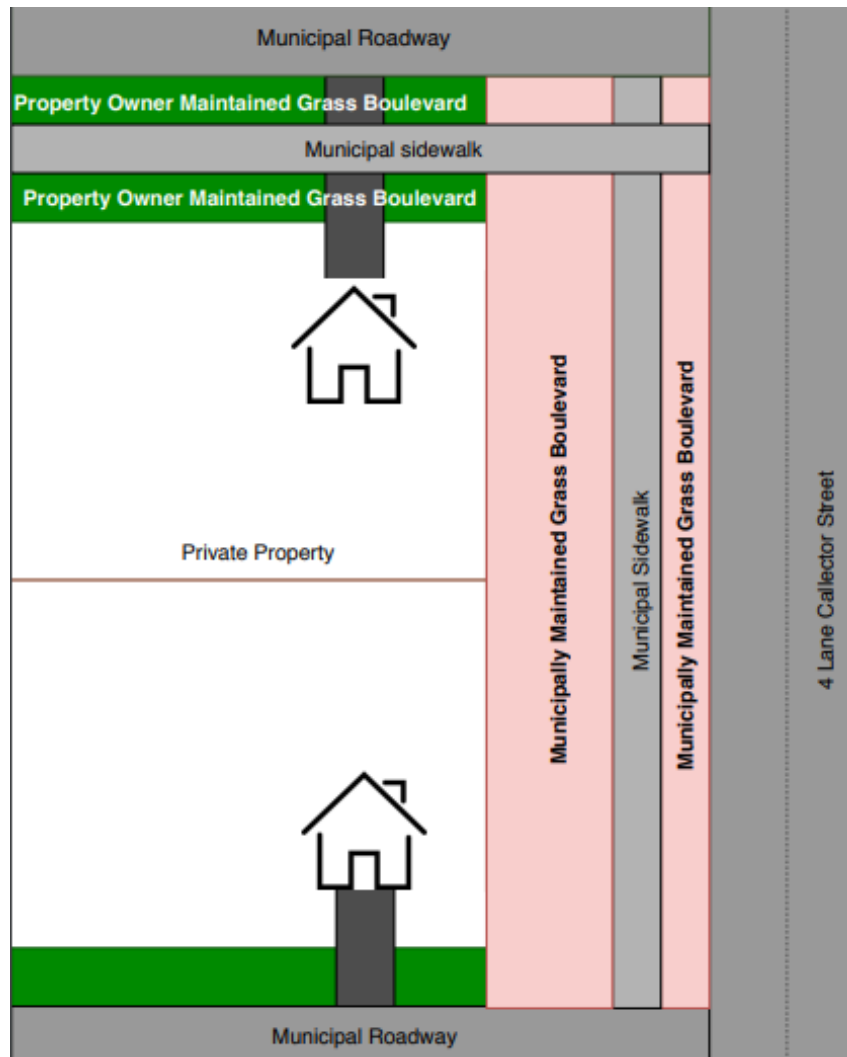 Municipal Roadway
Property Owner Maintained Grass Boulevard
Municipal sidewalk
Property Owner Maintained Grass Boulevard
Private Property
Municipally Maintained Grass Boulevard
Municipal Sidewalk
Municipally Maintained Grass Boulevard
4 Lane Callector Street
Municipal Roadway